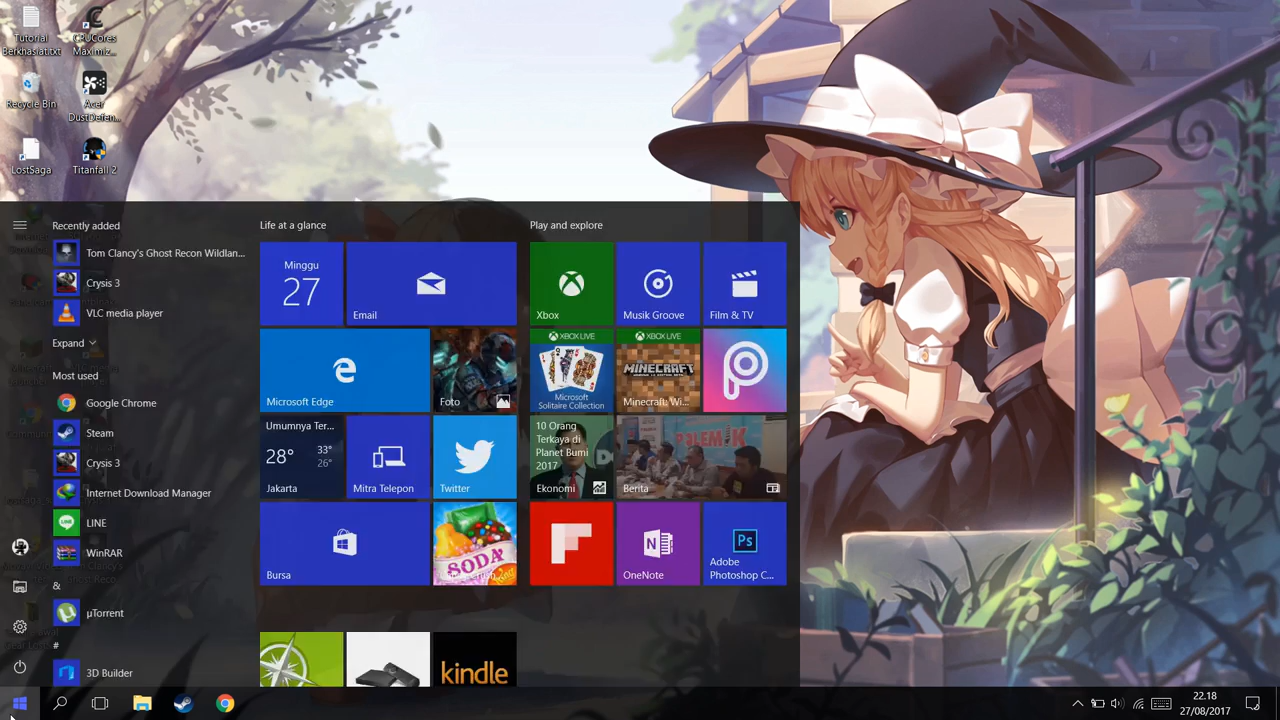 Tutorial
Berkhasiat.txt
CPUCores
Maximiz...
Recycle Bin
Acer
DustDefen...
LostSaga
Titanfall 2
Recently added
Tom Clancy's Ghost Recon Wildlan...
Crysis 3
VLC media player
Expand
Most used
Google Chrome
Steam
Crysis 3
Internet Download Manager
LINE
WinRAR
&
µTorrent
#
3D Builder
Life at a glance
Minggu
27
Email
Microsoft Edge
Foto
Umumnya Ter...
28°
33°
26°
Jakarta
Mitra Telepon
Twitter
Bursa
SODA
kindle
Play and explore
Xbox
Musik Groove
Film & TV
XBOX LIVE
Microsoft
Solitaire Collection
XBOX LIVE
MINECRAFT
Minecraft: Wi...
10 Orang
Terkaya di
Planet Bumi
2017
Ekonomi
Berita
OneNote
Ps
Adobe
Photoshop C...
22.18
27/08/2017